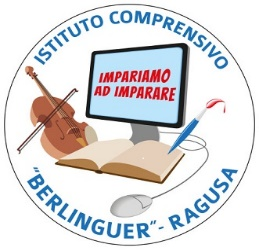 ISTITUTO COMPRENSIVO
IMPARIAMO
AD IMPARARE
"BERLINGUER"- RAGUSA